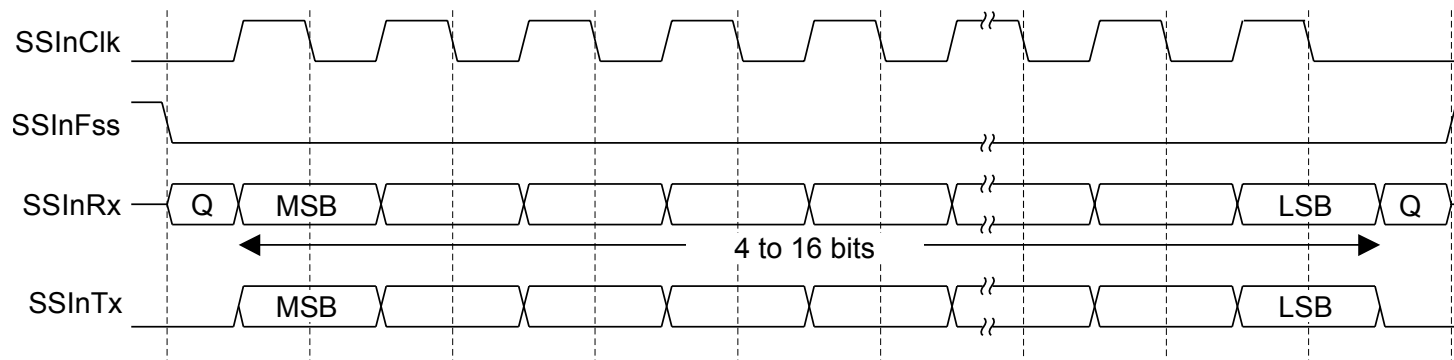 SSInClk
SSInFss
SSInRx Q MSB LSB Q
4 to 16 bits
SSInTx MSB LSB